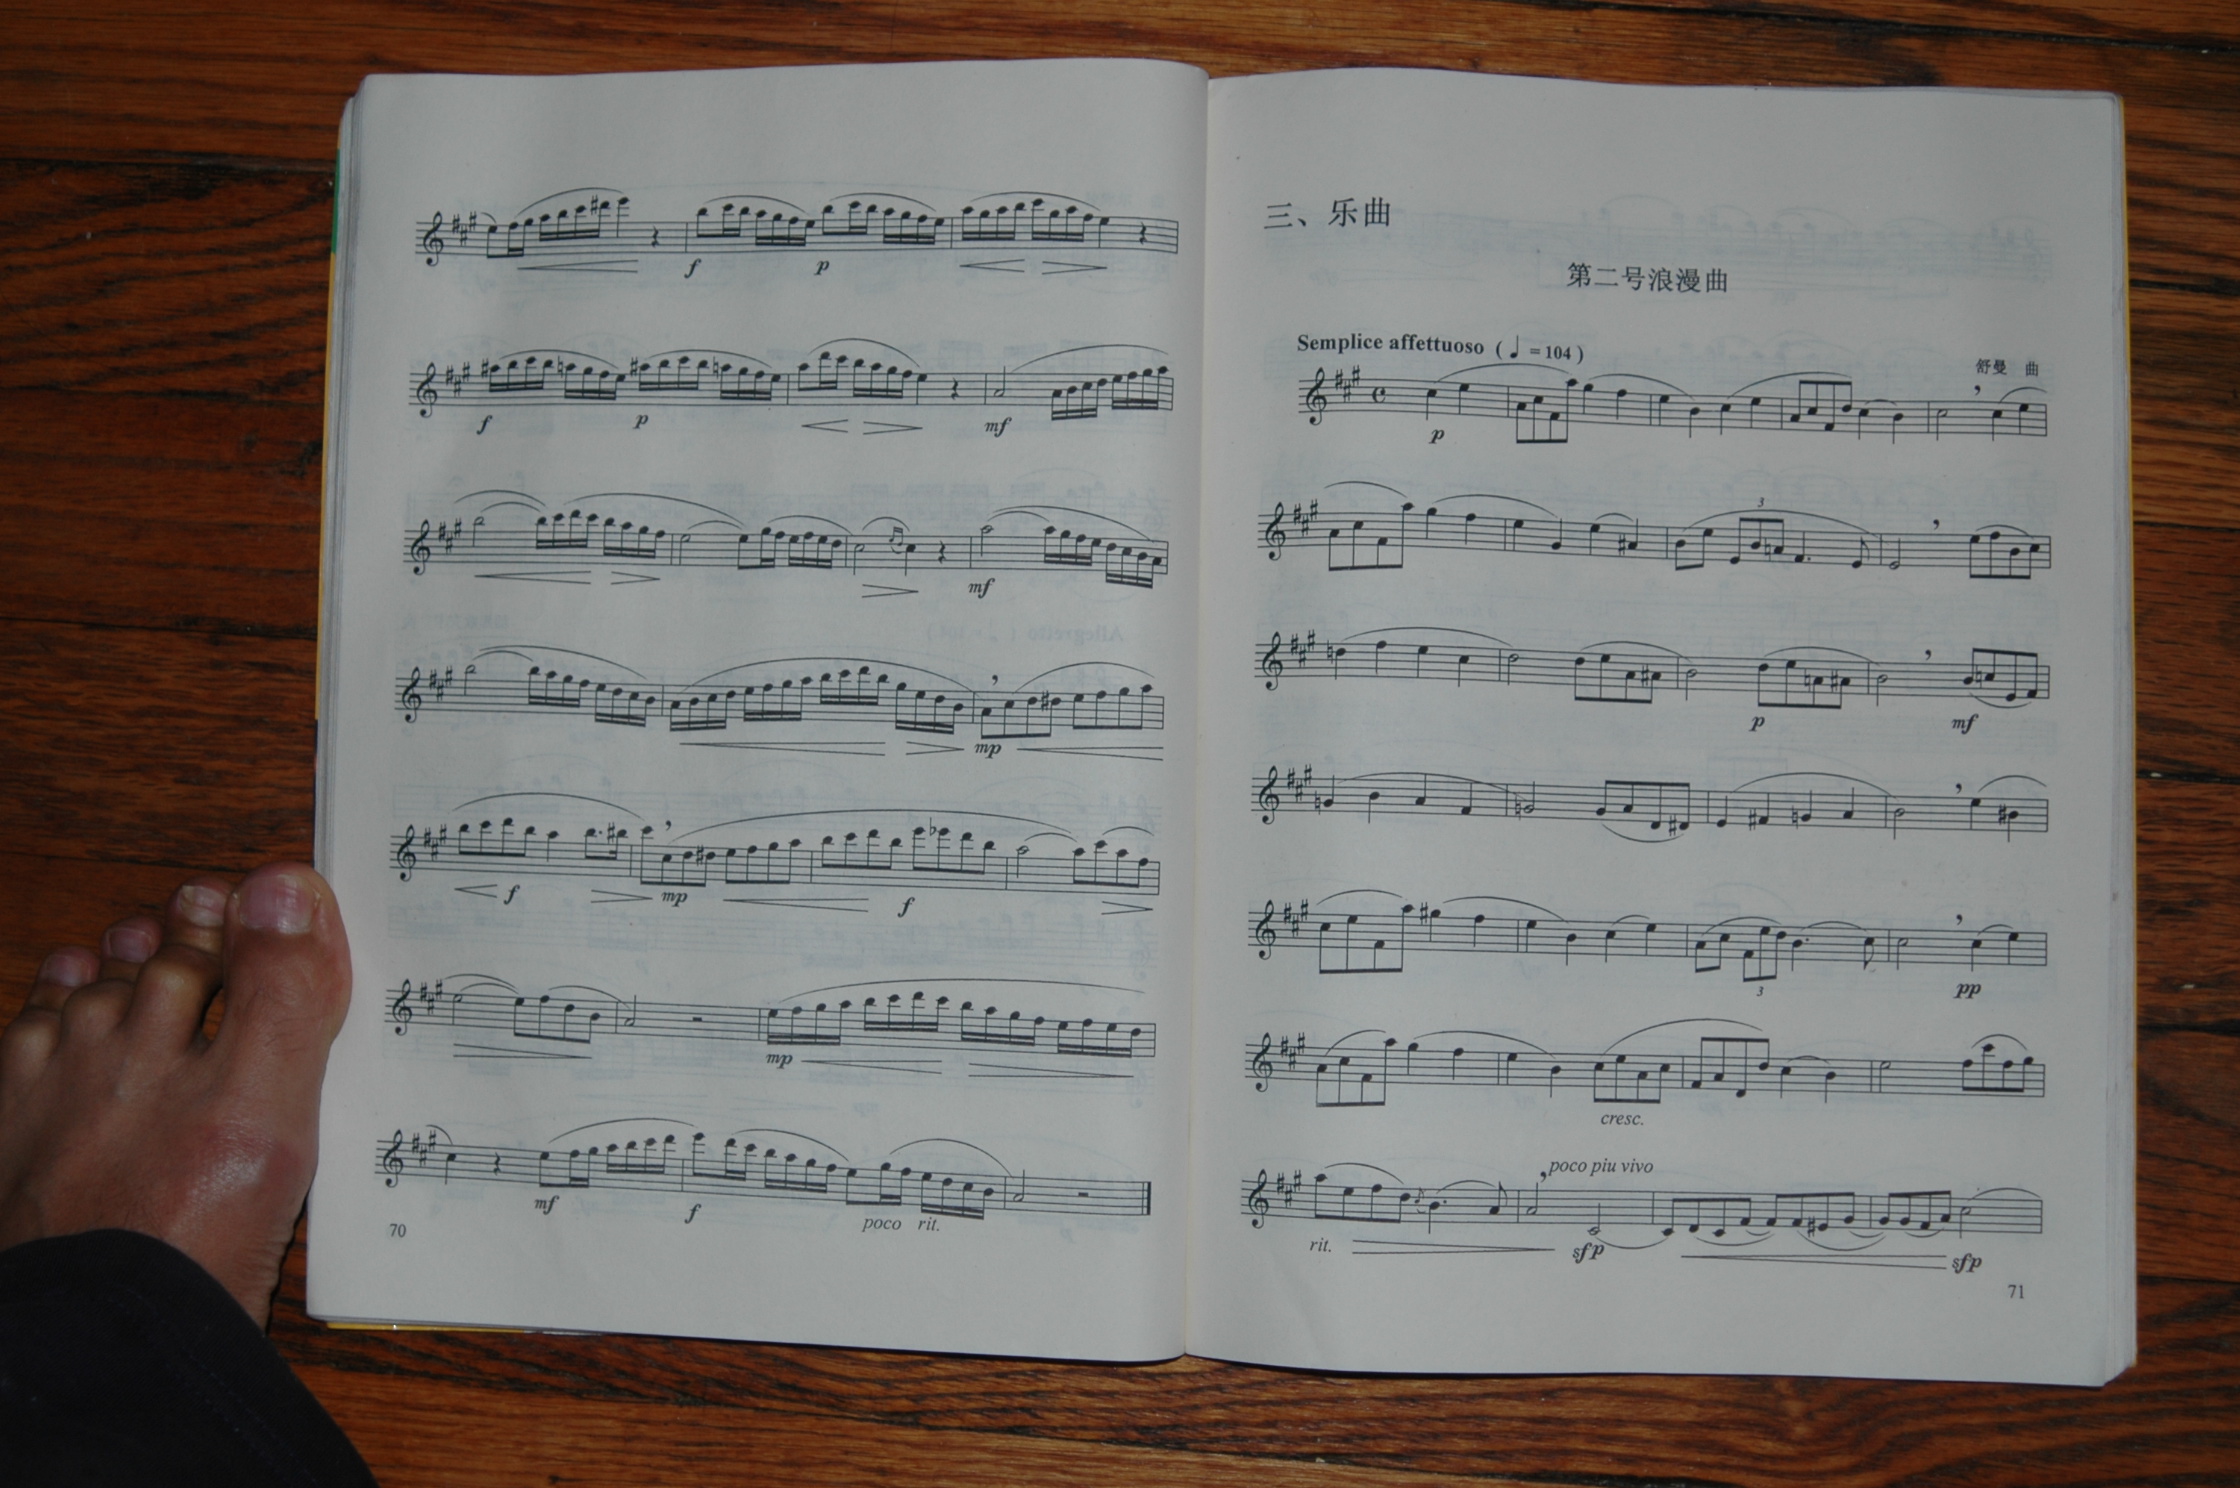 f p
f p mf
mf
mp
f mp f
mp
mf f poco rit.
70
三、乐曲
第二号浪漫曲
Semplice affettuoso (♩=104)
舒曼 曲
p
3
p mf
3
pp
cresc.
poco piu vivo
rit. sfp sfp
71